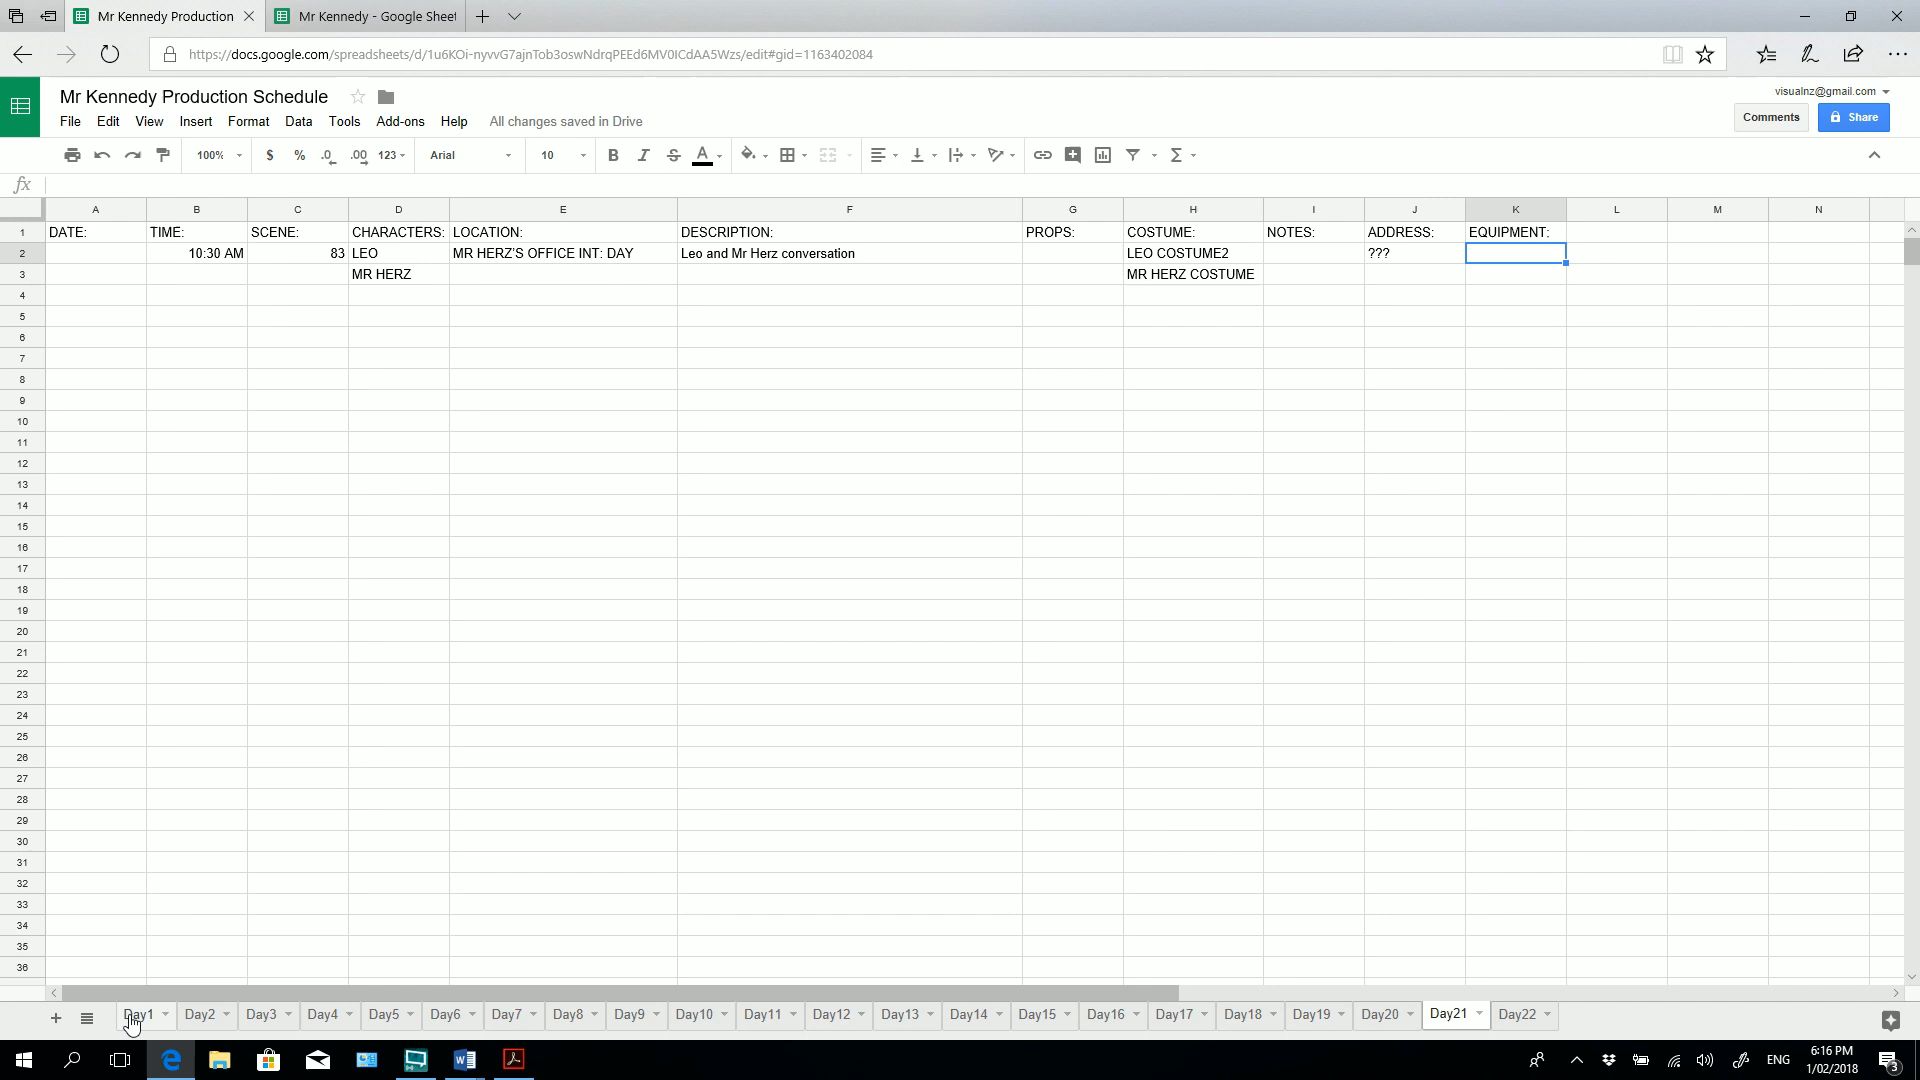 Mr Kennedy Production
Mr Kennedy - Google Sheet
https://docs.google.com/spreadsheets/d/1u6KOi-nyvvG7ajnTob3oswNdrqPEEd6MV0ICdAA5Wzs/edit#gid=1163402084
Mr Kennedy Production Schedule
visualnz@gmail.com
File Edit View Insert Format Data Tools Add-ons Help All changes saved in Drive
Comments Share
100% $ % .0 .00 123 Arial 10 B I S A Σ
fx
A B C D E F G H I J K L M N
1 DATE: TIME: SCENE: CHARACTERS: LOCATION: DESCRIPTION: PROPS: COSTUME: NOTES: ADDRESS: EQUIPMENT:
2 10:30 AM 83 LEO MR HERZ'S OFFICE INT: DAY Leo and Mr Herz conversation LEO COSTUME2 ???
3 MR HERZ MR HERZ COSTUME
4
5
6
7
8
9
10
11
12
13
14
15
16
17
18
19
20
21
22
23
24
25
26
27
28
29
30
31
32
33
34
35
36
Day1 Day2 Day3 Day4 Day5 Day6 Day7 Day8 Day9 Day10 Day11 Day12 Day13 Day14 Day15 Day16 Day17 Day18 Day19 Day20 Day21 Day22
ENG
6:16 PM
1/02/2018
3